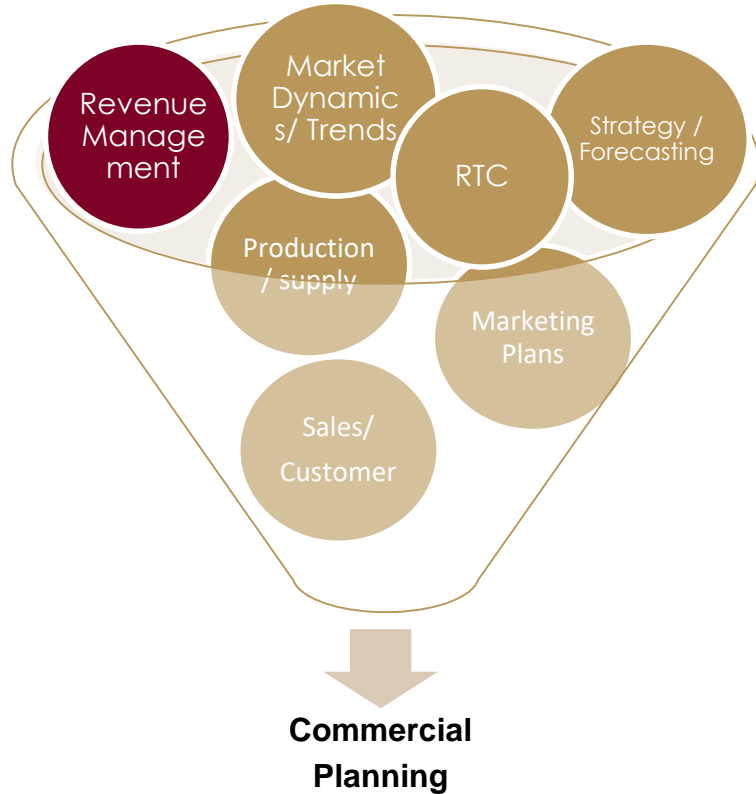 Revenue
Manage
ment
Market
Dynamic
s/ Trends
RTC
Strategy /
Forecasting
Production
/ supply
Marketing
Plans
Sales/
Customer
Commercial
Planning